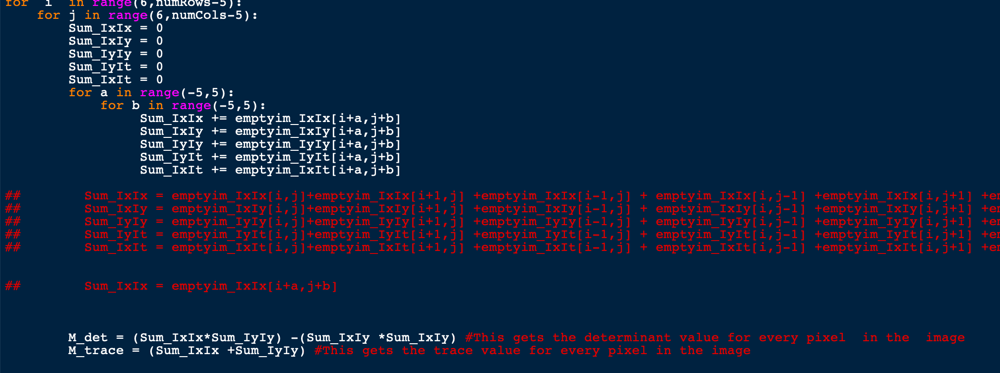 for  i  in range(6,numRows-5):
    for j in range(6,numCols-5):
        Sum_IxIx = 0
        Sum_IxIy = 0
        Sum_IyIy = 0
        Sum_IyIt = 0
        Sum_IxIt = 0
        for a in range(-5,5):
            for b in range(-5,5):
                 Sum_IxIx += emptyim_IxIx[i+a,j+b]
                 Sum_IxIy += emptyim_IxIy[i+a,j+b]
                 Sum_IyIy += emptyim_IyIy[i+a,j+b]
                 Sum_IyIt += emptyim_IyIt[i+a,j+b]
                 Sum_IxIt += emptyim_IxIt[i+a,j+b]
##        Sum_IxIx = emptyim_IxIx[i,j]+emptyim_IxIx[i+1,j] +emptyim_IxIx[i-1,j] + emptyim_IxIx[i,j-1] +emptyim_IxIx[i,j+1] +em
##        Sum_IxIy = emptyim_IxIy[i,j]+emptyim_IxIy[i+1,j] +emptyim_IxIy[i-1,j] + emptyim_IxIy[i,j-1] +emptyim_IxIy[i,j+1] +em
##        Sum_IyIy = emptyim_IyIy[i,j]+emptyim_IyIy[i+1,j] +emptyim_IyIy[i-1,j] + emptyim_IyIy[i,j-1] +emptyim_IyIy[i,j+1] +em
##        Sum_IyIt = emptyim_IyIt[i,j]+emptyim_IyIt[i+1,j] +emptyim_IyIt[i-1,j] + emptyim_IyIt[i,j-1] +emptyim_IyIt[i,j+1] +em
##        Sum_IxIt = emptyim_IxIt[i,j]+emptyim_IxIt[i+1,j] +emptyim_IxIt[i-1,j] + emptyim_IxIt[i,j-1] +emptyim_IxIt[i,j+1] +em
##        Sum_IxIx = emptyim_IxIx[i+a,j+b]
        M_det = (Sum_IxIx*Sum_IyIy) -(Sum_IxIy *Sum_IxIy) #This gets the determinant value for every pixel  in the  image
        M_trace = (Sum_IxIx +Sum_IyIy) #This gets the trace value for every pixel in the image